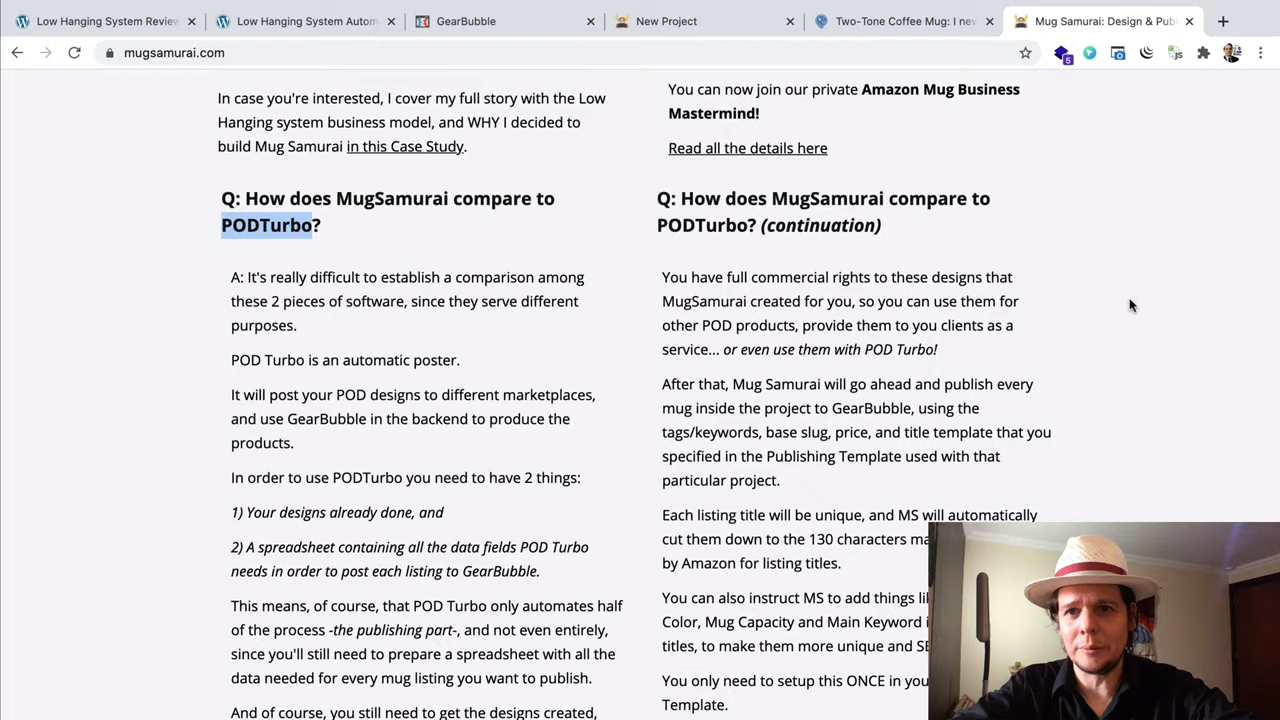 Low Hanging System Review
Low Hanging System Autom
GearBubble
New Project
Two-Tone Coffee Mug: I nev
Mug Samurai: Design & Pub
mugsamurai.com
5
In case you're interested, I cover my full story with the Low
Hanging system business model, and WHY I decided to
build Mug Samurai in this Case Study.
Q: How does MugSamurai compare to
PODTurbo?
A: It's really difficult to establish a comparison among
these 2 pieces of software, since they serve different
purposes.
POD Turbo is an automatic poster.
It will post your POD designs to different marketplaces,
and use GearBubble in the backend to produce the
products.
In order to use PODTurbo you need to have 2 things:
1) Your designs already done, and
2) A spreadsheet containing all the data fields POD Turbo
needs in order to post each listing to GearBubble.
This means, of course, that POD Turbo only automates half
of the process -the publishing part-, and not even entirely,
since you'll still need to prepare a spreadsheet with all the
data needed for every mug listing you want to publish.
And of course, you still need to get the designs created,
You can now join our private Amazon Mug Business
Mastermind!
Read all the details here
Q: How does MugSamurai compare to
PODTurbo? (continuation)
You have full commercial rights to these designs that
MugSamurai created for you, so you can use them for
other POD products, provide them to you clients as a
service... or even use them with POD Turbo!
After that, Mug Samurai will go ahead and publish every
mug inside the project to GearBubble, using the
tags/keywords, base slug, price, and title template that you
specified in the Publishing Template used with that
particular project.
Each listing title will be unique, and MS will automatically
cut them down to the 130 characters ma
by Amazon for listing titles.
You can also instruct MS to add things li
Color, Mug Capacity and Main Keyword i
titles, to make them more unique and SE
You only need to setup this ONCE in you
Template.